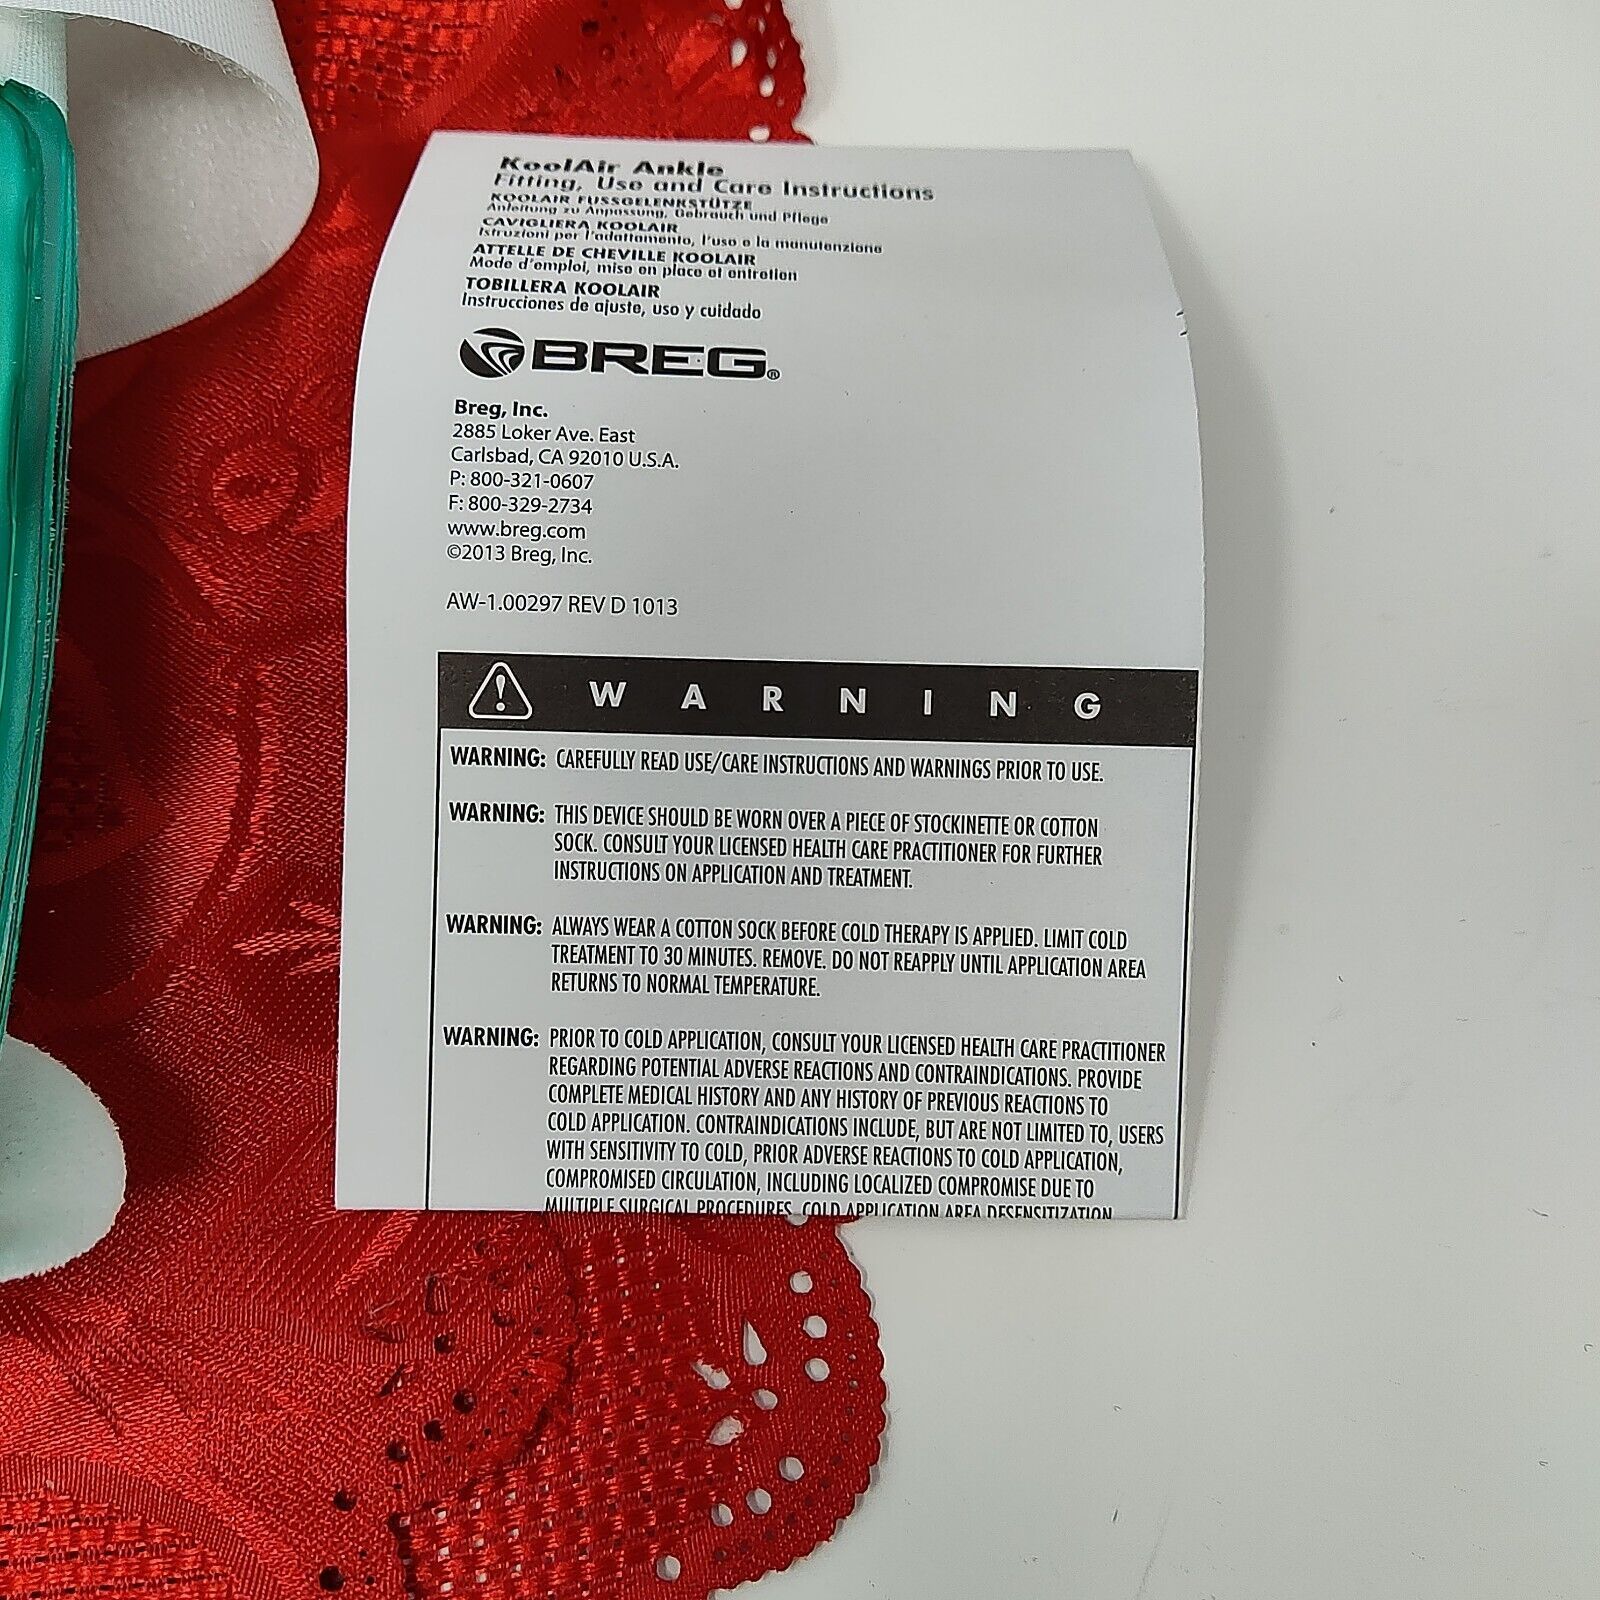 KoolAir Ankle
Fitting, Use and Care Instructions
KOOLAIR FUSSGELENKSTÜTZE
Anleitung zu Anpassung, Gebrauch und Pflege
CAVIGLIERA KOOLAIR
Istruzioni per l'adattamento, l'uso e la manutenzione
ATTELLE DE CHEVILLE KOOLAIR
Mode d'emploi, mise en place et entretien
TOBILLERA KOOLAIR
Instrucciones de ajuste, uso y cuidado
BREG®
Breg, Inc.
2885 Loker Ave. East
Carlsbad, CA 92010 U.S.A.
P: 800-321-0607
F: 800-329-2734
www.breg.com
©2013 Breg, Inc.
AW-1.00297 REV D 1013
WARNING
WARNING: CAREFULLY READ USE/CARE INSTRUCTIONS AND WARNINGS PRIOR TO USE.
WARNING: THIS DEVICE SHOULD BE WORN OVER A PIECE OF STOCKINETTE OR COTTON
SOCK. CONSULT YOUR LICENSED HEALTH CARE PRACTITIONER FOR FURTHER
INSTRUCTIONS ON APPLICATION AND TREATMENT.
WARNING: ALWAYS WEAR A COTTON SOCK BEFORE COLD THERAPY IS APPLIED. LIMIT COLD
TREATMENT TO 30 MINUTES. REMOVE. DO NOT REAPPLY UNTIL APPLICATION AREA
RETURNS TO NORMAL TEMPERATURE.
WARNING: PRIOR TO COLD APPLICATION, CONSULT YOUR LICENSED HEALTH CARE PRACTITIONER
REGARDING POTENTIAL ADVERSE REACTIONS AND CONTRAINDICATIONS. PROVIDE
COMPLETE MEDICAL HISTORY AND ANY HISTORY OF PREVIOUS REACTIONS TO
COLD APPLICATION. CONTRAINDICATIONS INCLUDE, BUT ARE NOT LIMITED TO, USERS
WITH SENSITIVITY TO COLD, PRIOR ADVERSE REACTIONS TO COLD APPLICATION,
COMPROMISED CIRCULATION, INCLUDING LOCALIZED COMPROMISE DUE TO
MULTIPLE SURGICAL PROCEDURES, COLD APPLICATION AREA DESENSITIZATION